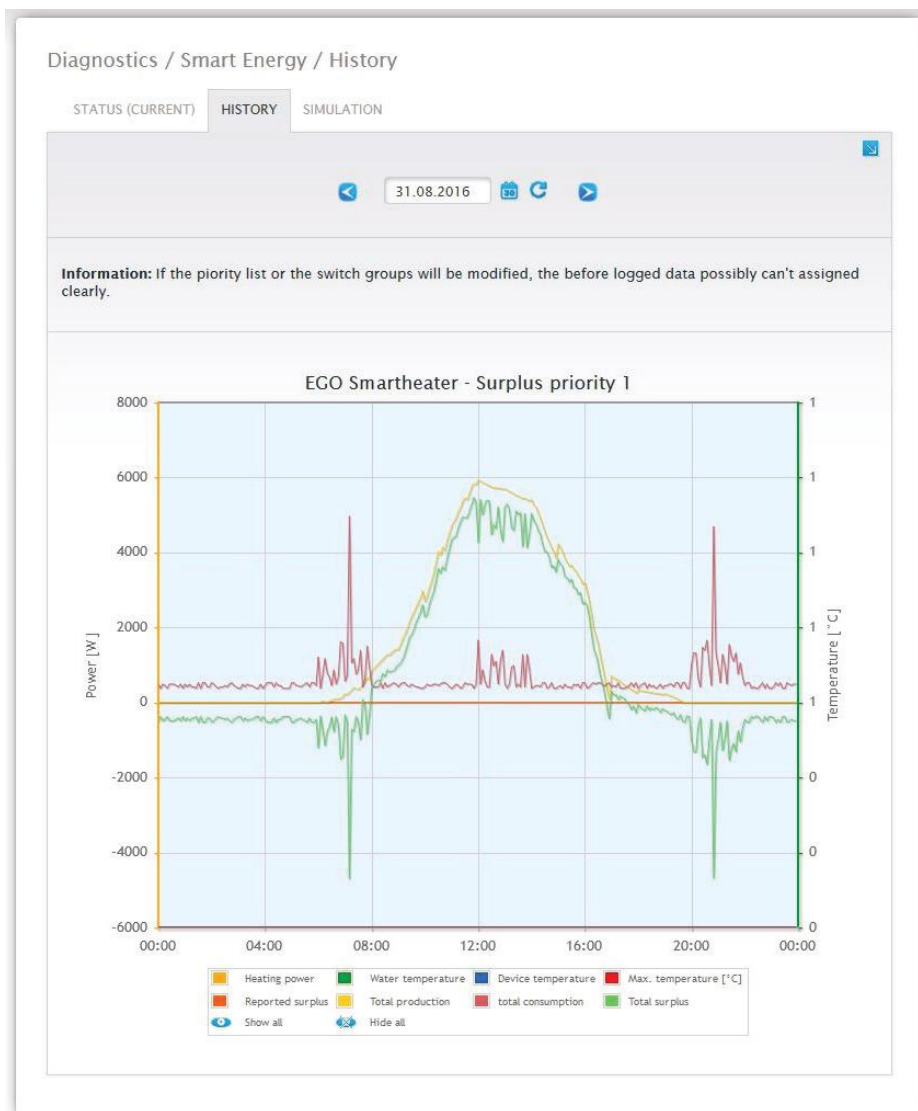 Diagnostics / Smart Energy / History
STATUS (CURRENT) HISTORY SIMULATION
31.08.2016 30
Information: If the piority list or the switch groups will be modified, the before logged data possibly can't assigned
clearly.
EGO Smartheater - Surplus priority 1
8000 1
6000 1
4000 1
2000 1
0 1
-2000 0
-4000 0
-6000 0
Power [W]
Temperature [°C]
00:00 04:00 08:00 12:00 16:00 20:00 00:00
Heating power Water temperature Device temperature Max. temperature [°C]
Reported surplus Total production total consumption Total surplus
Show all Hide all